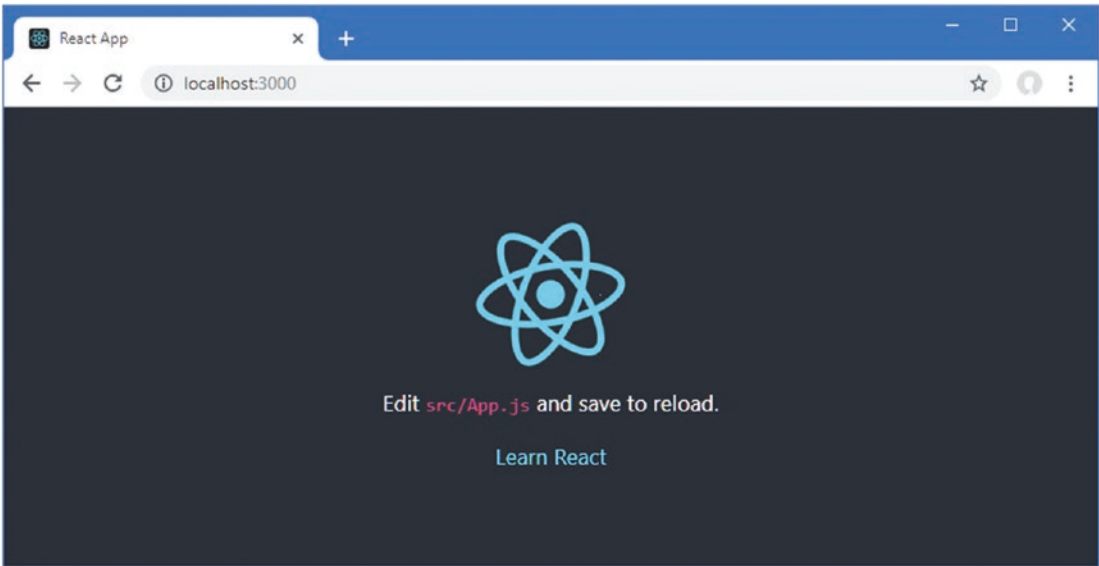 React App
localhost:3000
Edit src/App.js and save to reload.
Learn React